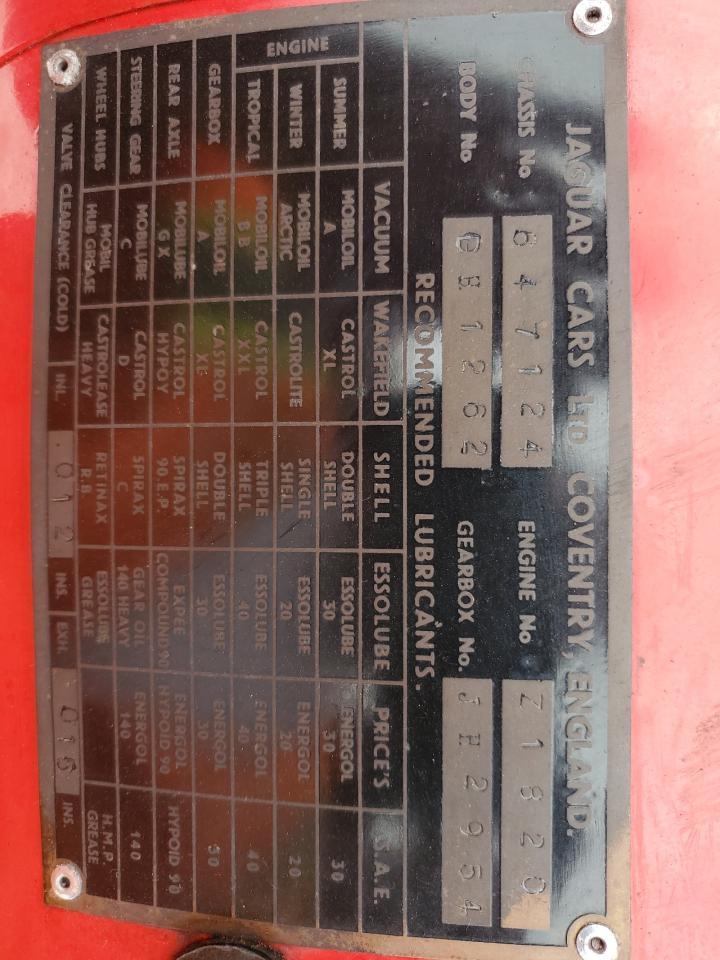 JAGUAR CARS LTD COVENTRY, ENGLAND.
CHASSIS No 647124 ENGINE No Z1820
BODY No GB1262 GEARBOX No. JH2954
RECOMMENDED LUBRICANTS.
VACUUM WAKEFIELD SHELL ESSOLUBE PRICE'S S.A.E.
ENGINE
SUMMER MOBILOIL A CASTROL XL DOUBLE SHELL ESSOLUBE 30 ENERGOL 30 30
WINTER MOBILOIL ARCTIC CASTROLITE SINGLE SHELL ESSOLUBE 20 ENERGOL 20 20
TROPICAL MOBILOIL BB CASTROL XXL TRIPLE SHELL ESSOLUBE 40 ENERGOL 40 40
GEARBOX MOBILOIL A CASTROL XL DOUBLE SHELL ESSOLUBE 30 ENERGOL 30 30
REAR AXLE MOBILUBE GX CASTROL HYPOY SPIRAX 90 E.P. EXPEE COMPOUND 90 ENERGOL HYPOID 90 HYPOID 90
STEERING GEAR MOBILUBE C CASTROL D SPIRAX C GEAR OIL 140 HEAVY ENERGOL 140 140
WHEEL HUBS MOBIL HUB GREASE CASTROLEASE HEAVY RETINAX R.B ESSOLUBE GREASE H.M.P. GREASE
VALVE CLEARANCE (COLD) INL. .012 INS. EXH. .015 INS.